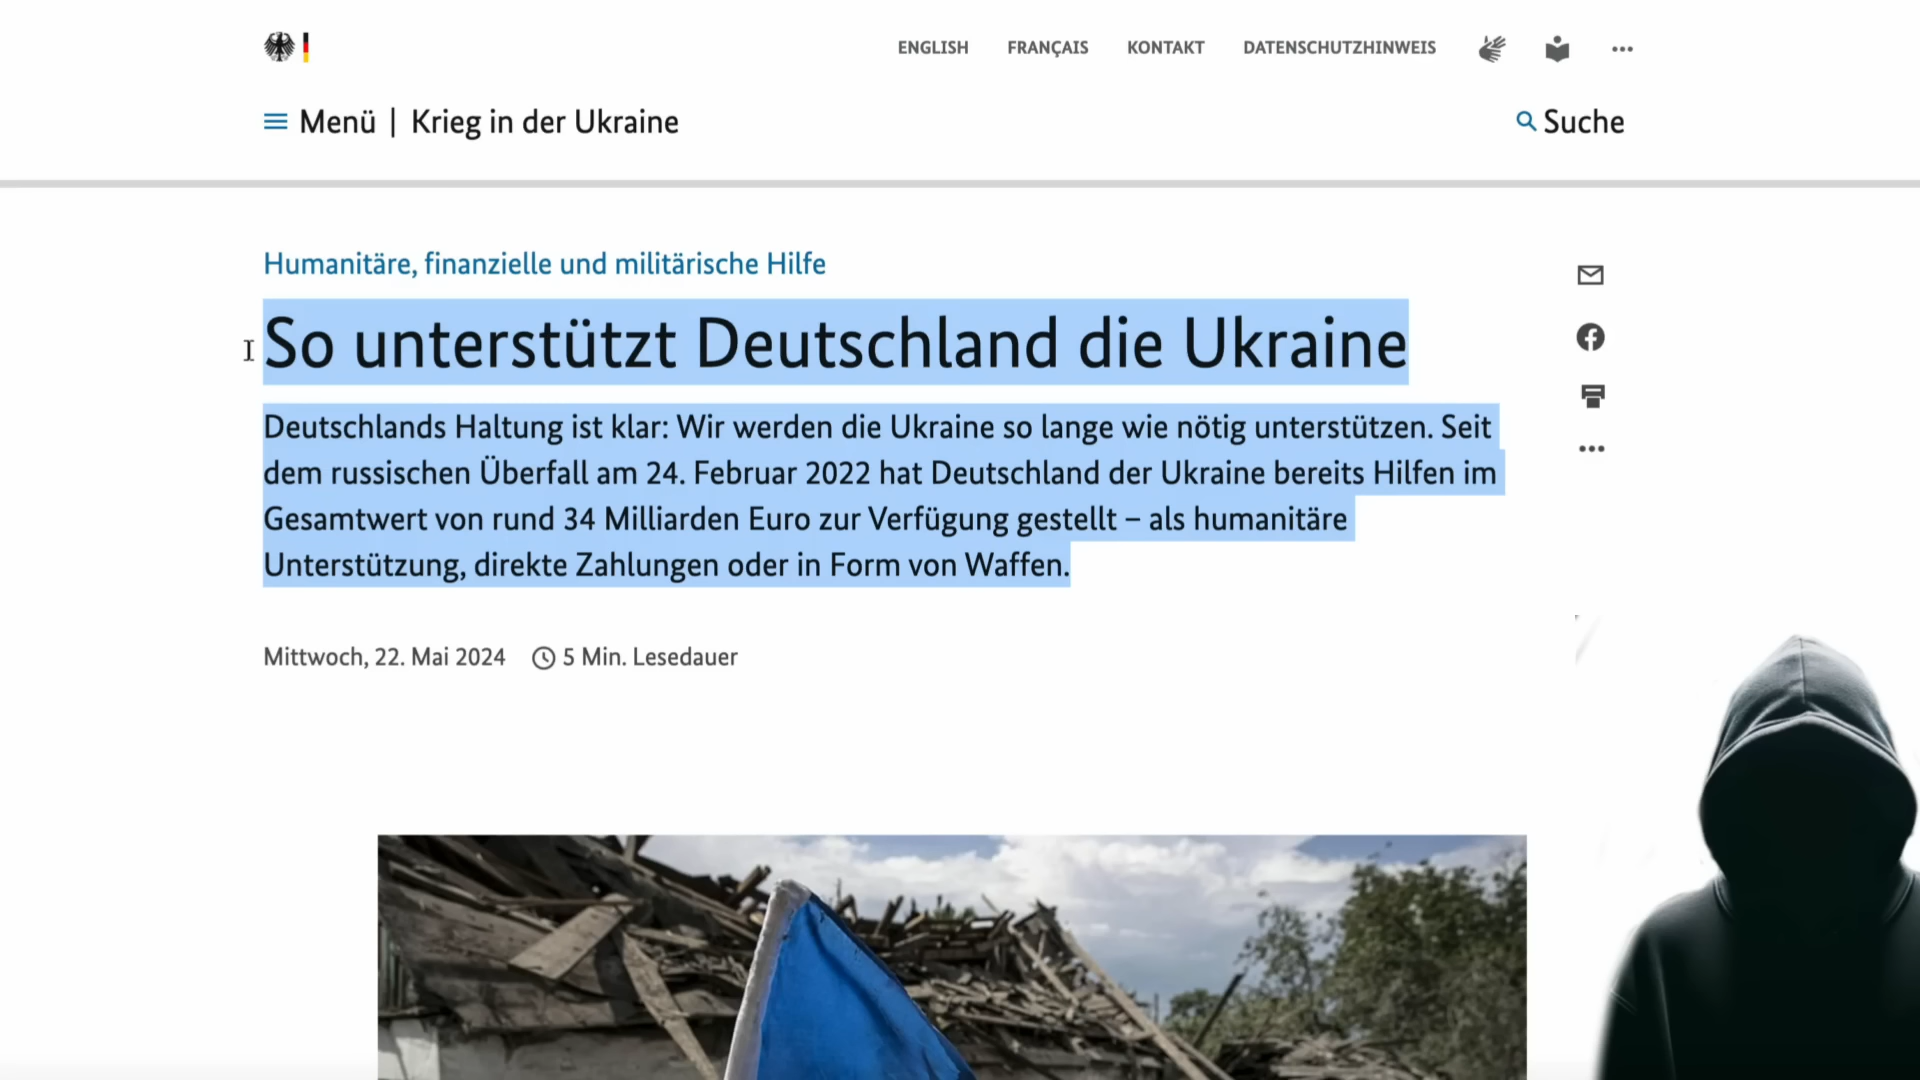 ENGLISH FRANÇAIS KONTAKT DATENSCHUTZHINWEIS
Menü | Krieg in der Ukraine
Suche
Humanitäre, finanzielle und militärische Hilfe
So unterstützt Deutschland die Ukraine
Deutschlands Haltung ist klar: Wir werden die Ukraine so lange wie nötig unterstützen. Seit
dem russischen Überfall am 24. Februar 2022 hat Deutschland der Ukraine bereits Hilfen im
Gesamtwert von rund 34 Milliarden Euro zur Verfügung gestellt – als humanitäre
Unterstützung, direkte Zahlungen oder in Form von Waffen.
Mittwoch, 22. Mai 2024 5 Min. Lesedauer